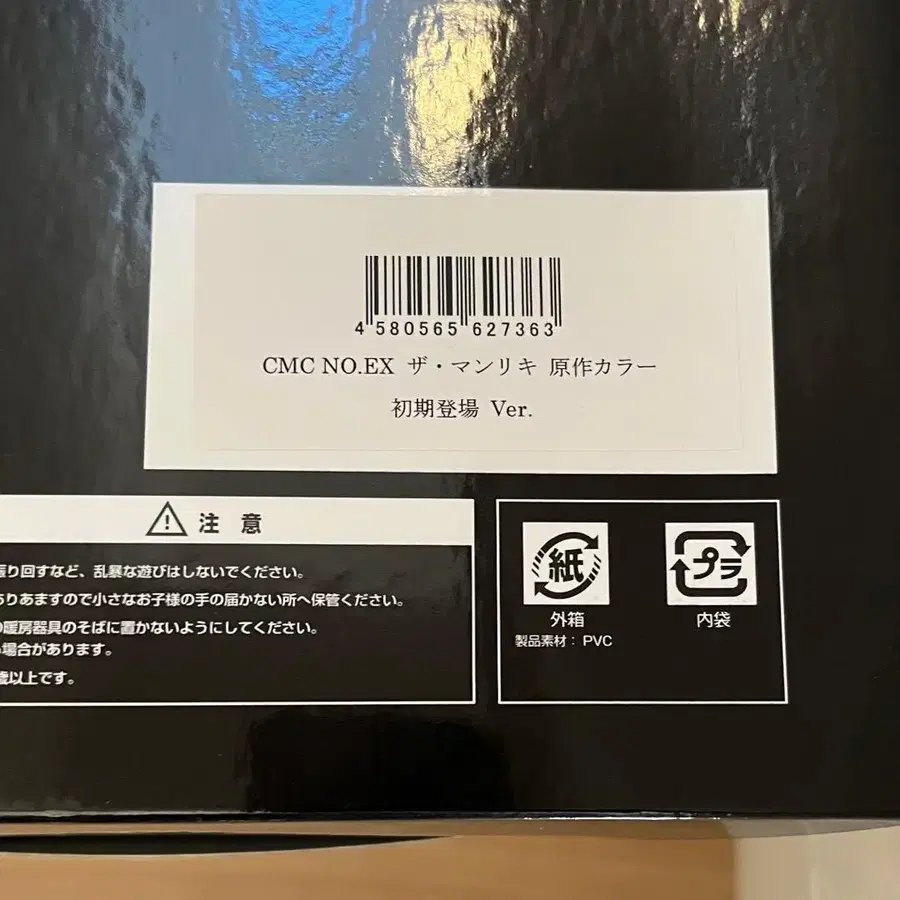 4 580565 627363
CMC NO.EX ザ・マンリキ 原作カラー
初期登場 Ver.
注 意
振り回すなど、乱暴な遊びはしないでください。
ありあますので小さなお子様の手の届かない所へ保管ください。
の暖房器具のそばに置かないようにしてください。
場合があります。
歳以上です。
紙
プラ
外箱
内袋
製品素材： PVC